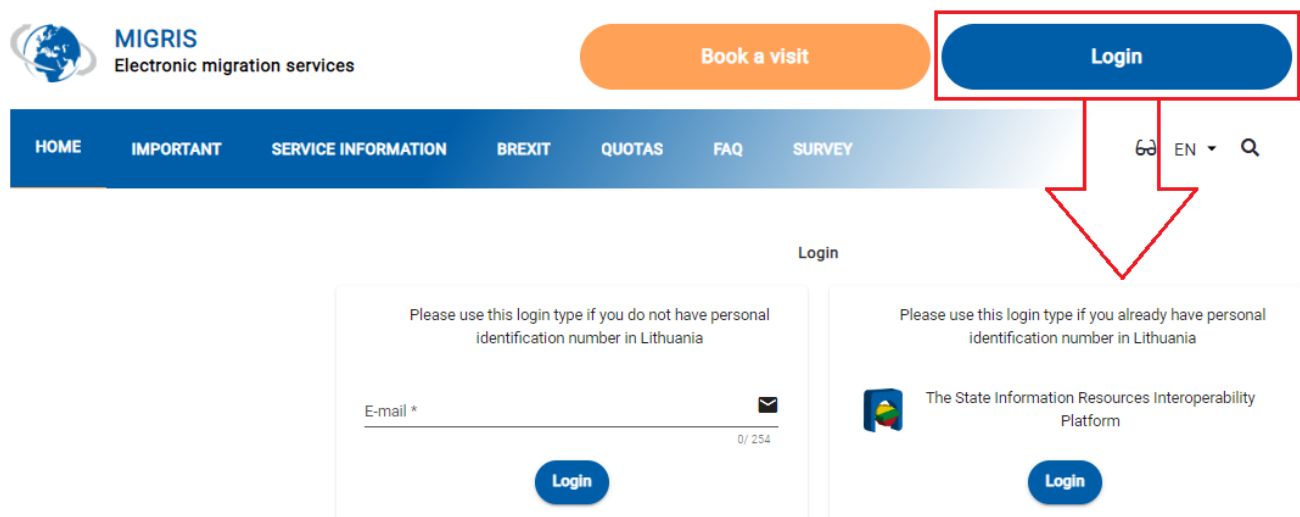 MIGRIS
Electronic migration services
Book a visit
Login
HOME IMPORTANT SERVICE INFORMATION BREXIT QUOTAS FAQ SURVEY EN
Login
Please use this login type if you do not have personal
identification number in Lithuania
E-mail *
0/ 254
Login
Please use this login type if you already have personal
identification number in Lithuania
The State Information Resources Interoperability
Platform
Login